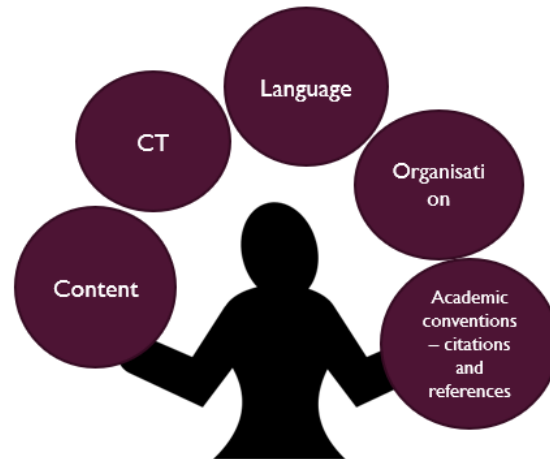 Language
CT
Organisati
on
Content
Academic
conventions
– citations
and
references